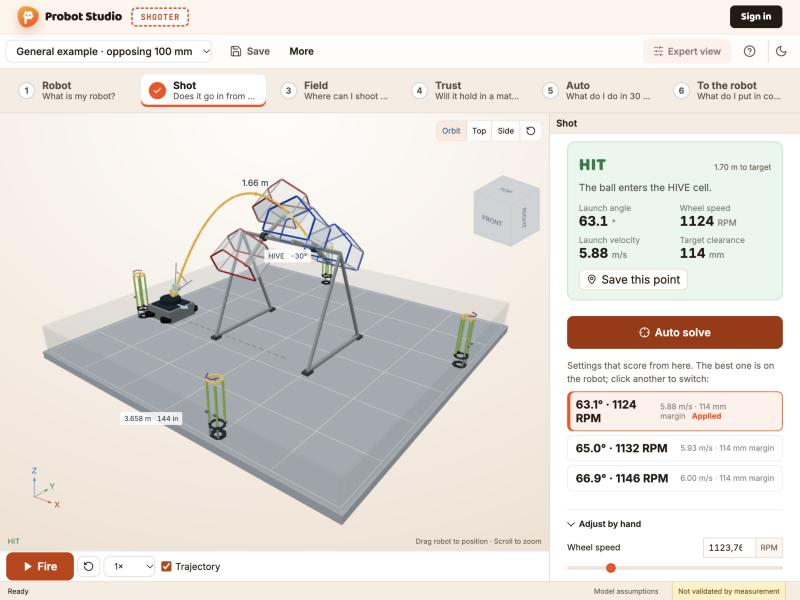 Probot Studio
SHOOTER
Sign in
General example · opposing 100 mm
Save
More
Expert view
1 Robot
What is my robot?
Shot
Does it go in from ...
3 Field
Where can I shoot ...
4 Trust
Will it hold in a mat...
5 Auto
What do I do in 30 ...
6 To the robot
What do I put in co...
Orbit
Top
Side
Shot
1.66 m
TOP
FRONT
RIGHT
HIVE -30°
3.658 m 144 in
Z
Y
X
HIT
Drag robot to position · Scroll to zoom
HIT
1.70 m to target
The ball enters the HIVE cell.
Launch angle
63.1 °
Wheel speed
1124 RPM
Launch velocity
5.88 m/s
Target clearance
114 mm
Save this point
Auto solve
Settings that score from here. The best one is on
the robot; click another to switch:
63.1° · 1124
RPM
5.88 m/s · 114 mm
margin Applied
65.0° · 1132 RPM
5.93 m/s · 114 mm margin
66.9° · 1146 RPM
6.00 m/s · 114 mm margin
Adjust by hand
Wheel speed
1123,76
RPM
Fire
1×
Trajectory
Ready
Model assumptions
Not validated by measurement